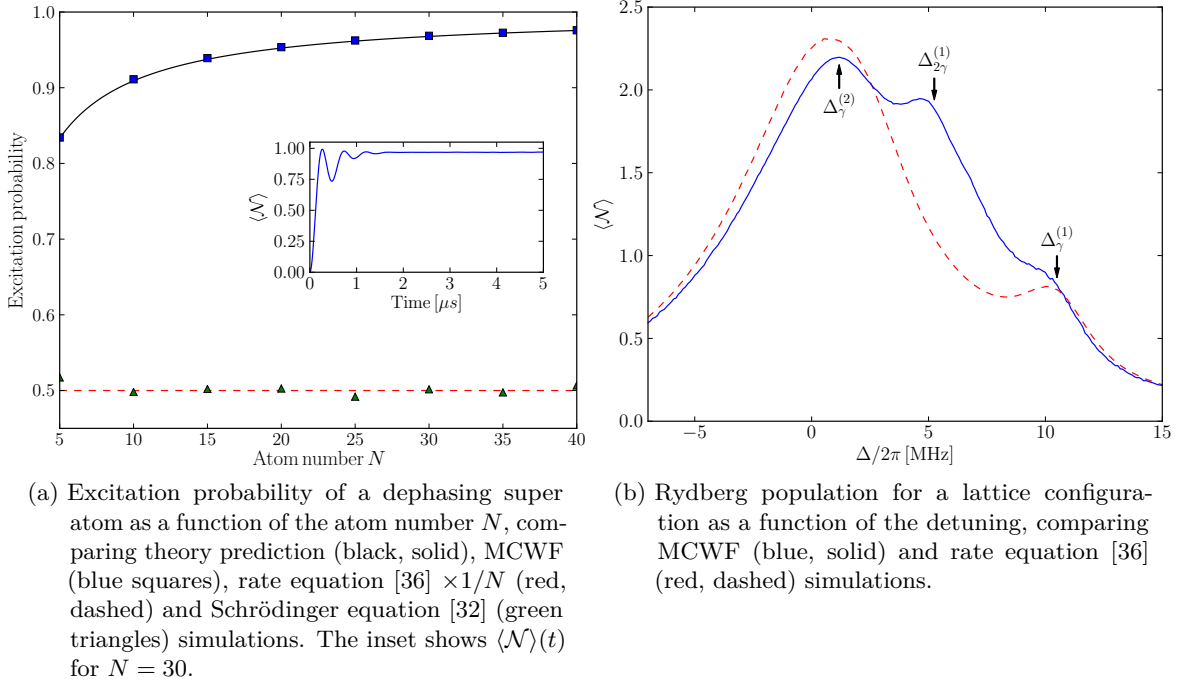 1.0
0.9
0.8
0.7
0.6
0.5
Excitation probability
5 10 15 20 25 30 35 40
Atom number N
1.00
0.75
0.50
0.25
0.00
⟨𝒩⟩
0 1 2 3 4 5
Time [μs]
2.5
2.0
1.5
1.0
0.5
0.0
⟨𝒩⟩
Δ_γ^(2)
Δ_2γ^(1)
Δ_γ^(1)
−5 0 5 10 15
Δ/2π [MHz]
(a) Excitation probability of a dephasing super
atom as a function of the atom number N, com-
paring theory prediction (black, solid), MCWF
(blue squares), rate equation [36] ×1/N (red,
dashed) and Schrödinger equation [32] (green
triangles) simulations. The inset shows ⟨𝒩⟩(t)
for N = 30.
(b) Rydberg population for a lattice configura-
tion as a function of the detuning, comparing
MCWF (blue, solid) and rate equation [36]
(red, dashed) simulations.